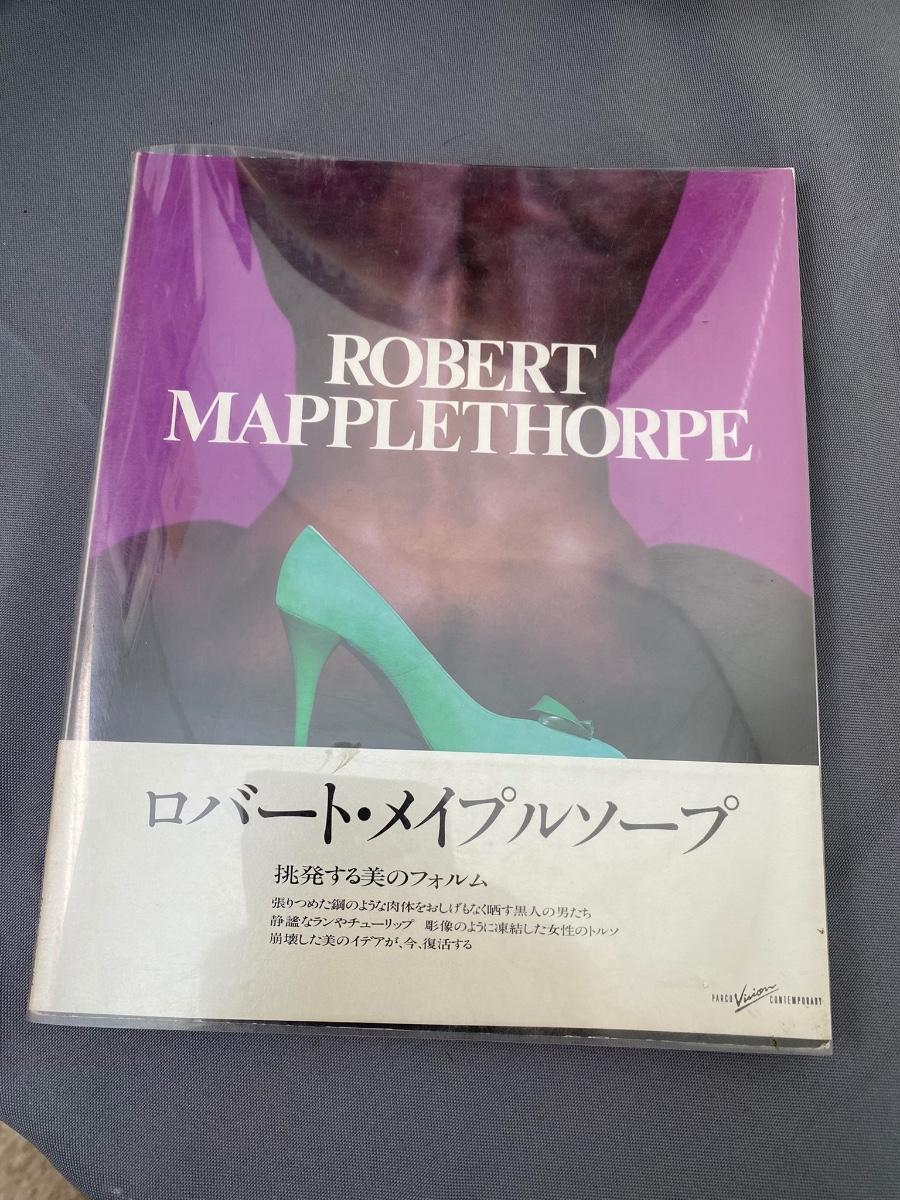 ROBERT
MAPPLETHORPE
ロバート・メイプルソープ
挑発する美のフォルム
張りつめた鋼のような肉体をおしげもなく晒す黒人の男たち
静謐なランやチューリップ 彫像のように凍結した女性のトルソ
崩壊した美のイデアが、今、復活する
PARCO Vision CONTEMPORARY